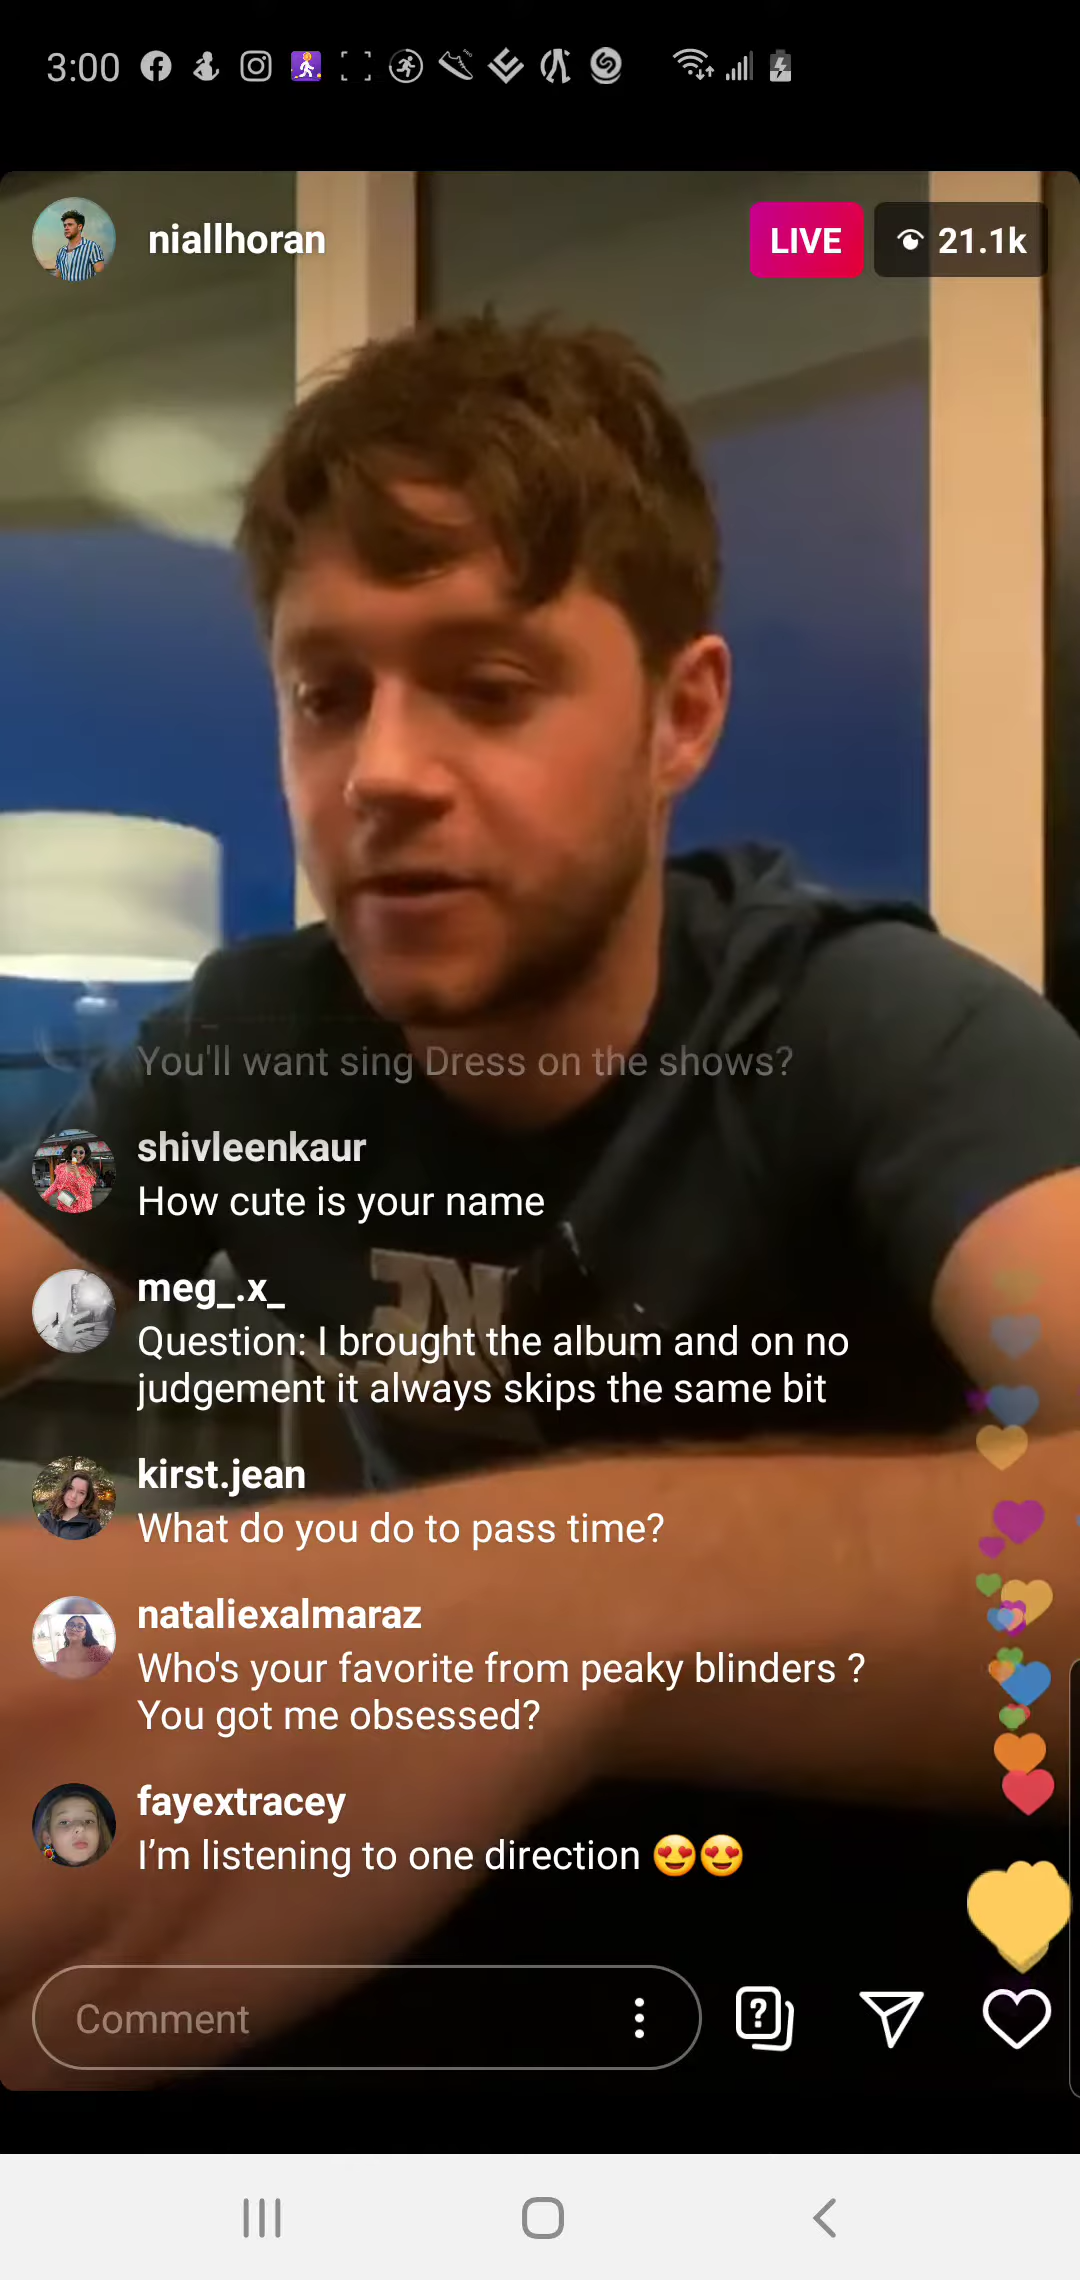 3:00
niallhoran
LIVE
21.1k
You'll want sing Dress on the shows?
shivleenkaur
How cute is your name
meg_.x_
Question: I brought the album and on no
judgement it always skips the same bit
kirst.jean
What do you do to pass time?
nataliexalmaraz
Who's your favorite from peaky blinders ?
You got me obsessed?
fayextracey
I’m listening to one direction 😍😍
Comment